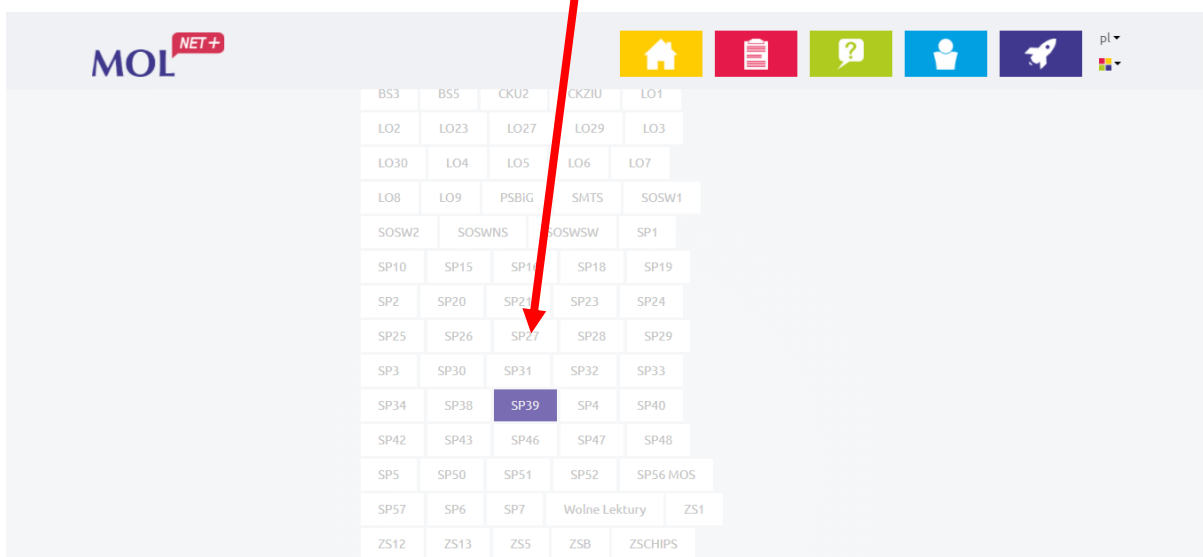 MOL NET+
pl
BS3 BS5 CKU2 CKZIU LO1
LO2 LO23 LO27 LO29 LO3
LO30 LO4 LO5 LO6 LO7
LO8 LO9 PSBiG SMTS SOSW1
SOSW2 SOSWNS SOSWSW SP1
SP10 SP15 SP16 SP18 SP19
SP2 SP20 SP21 SP23 SP24
SP25 SP26 SP27 SP28 SP29
SP3 SP30 SP31 SP32 SP33
SP34 SP38 SP39 SP4 SP40
SP42 SP43 SP46 SP47 SP48
SP5 SP50 SP51 SP52 SP56 MOS
SP57 SP6 SP7 Wolne Lektury ZS1
ZS12 ZS13 ZS5 ZSB ZSCHIPS